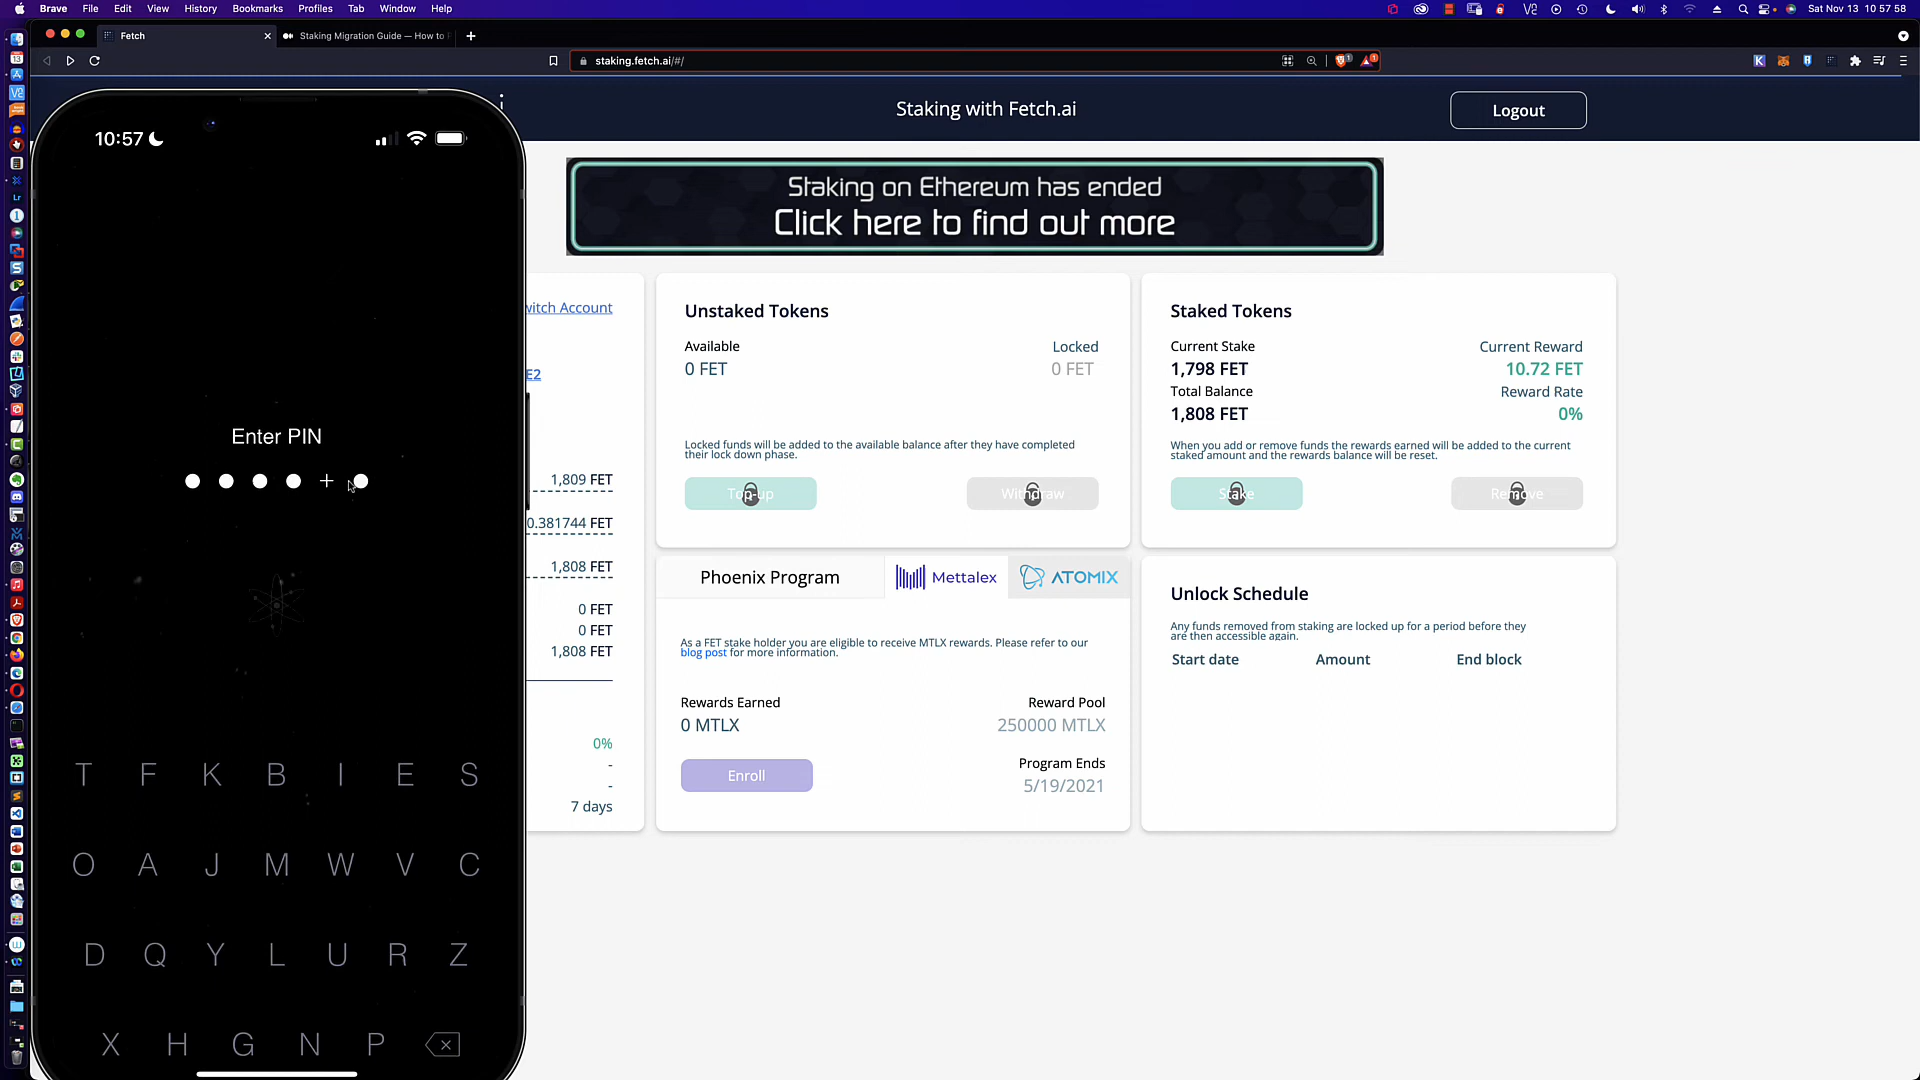 Brave File Edit View History Bookmarks Profiles Tab Window Help
Sat Nov 13 10 57 58
Fetch
Staking Migration Guide — How to
staking.fetch.ai/#/
10:57
Staking with Fetch.ai
Logout
Staking on Ethereum has ended
Click here to find out more
witch Account
E2
1,809 FET
0.381744 FET
1,808 FET
0 FET
0 FET
1,808 FET
0%
-
-
7 days
Unstaked Tokens
Available
Locked
0 FET
0 FET
Locked funds will be added to the available balance after they have completed
their lock down phase.
Top-up
Withdraw
Staked Tokens
Current Stake
Current Reward
1,798 FET
10.72 FET
Total Balance
Reward Rate
1,808 FET
0%
When you add or remove funds the rewards earned will be added to the current
staked amount and the rewards balance will be reset.
Stake
Remove
Phoenix Program
Mettalex
ATOMIX
As a FET stake holder you are eligible to receive MTLX rewards. Please refer to our
blog post for more information.
Rewards Earned
Reward Pool
0 MTLX
250000 MTLX
Program Ends
Enroll
5/19/2021
Unlock Schedule
Any funds removed from staking are locked up for a period before they
are then accessible again.
Start date
Amount
End block
Enter PIN
T F K B I E S
O A J M W V C
D Q Y L U R Z
X H G N P